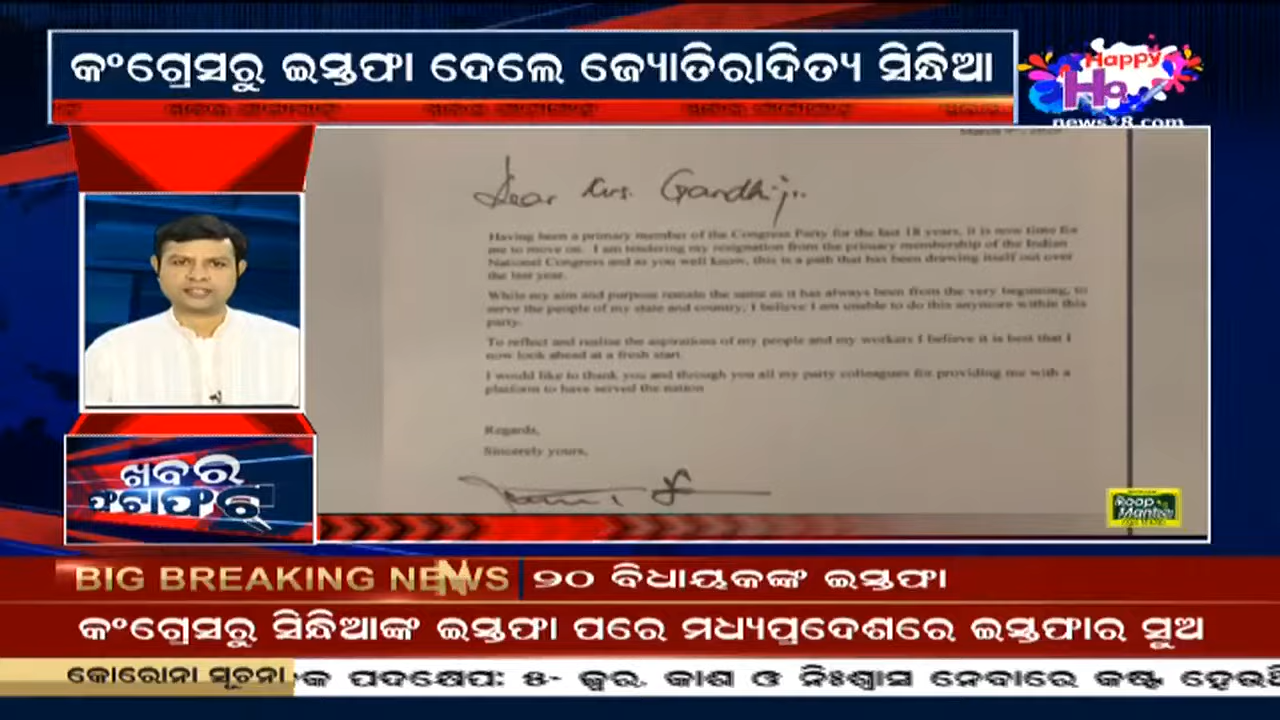 କଂଗ୍ରେସରୁ ଇସ୍ତଫା ଦେଲେ ଜ୍ୟୋତିରାଦିତ୍ୟ ସିନ୍ଧିଆ
Happy
Ho
news18.com
Dear Mrs. Gandhi-ji,
Having been a primary member of the Congress Party for the last 18 years, it is now time for
me to move on. I am tendering my resignation from the primary membership of the Indian
National Congress and as you well know, this is a path that has been drawing itself out over
the last year.
While my aim and purpose remain the same as it has always been from the very beginning, to
serve the people of my state and country, I believe I am unable to do this anymore within this
party.
To reflect and realise the aspirations of my people and my workers I believe it is best that I
now look ahead at a fresh start.
I would like to thank you and through you all my party colleagues for providing me with a
platform to have served the nation
Regards,
Sincerely yours,
ଖବର
ଫଟାଫଟ୍
Roop
Mantra
BIG BREAKING NEWS ୨୦ ବିଧାୟକଙ୍କ ଇସ୍ତଫା
କଂଗ୍ରେସରୁ ସିନ୍ଧିଆଙ୍କ ଇସ୍ତଫା ପରେ ମଧ୍ୟପ୍ରଦେଶରେ ଇସ୍ତଫାର ସୁଅ
କୋରୋନା ସୂଚନା ପଦକ୍ଷେପ: ୫- ଜ୍ୱର, କାଶ ଓ ନିଃଶ୍ୱାସ ନେବାରେ କଷ୍ଟ